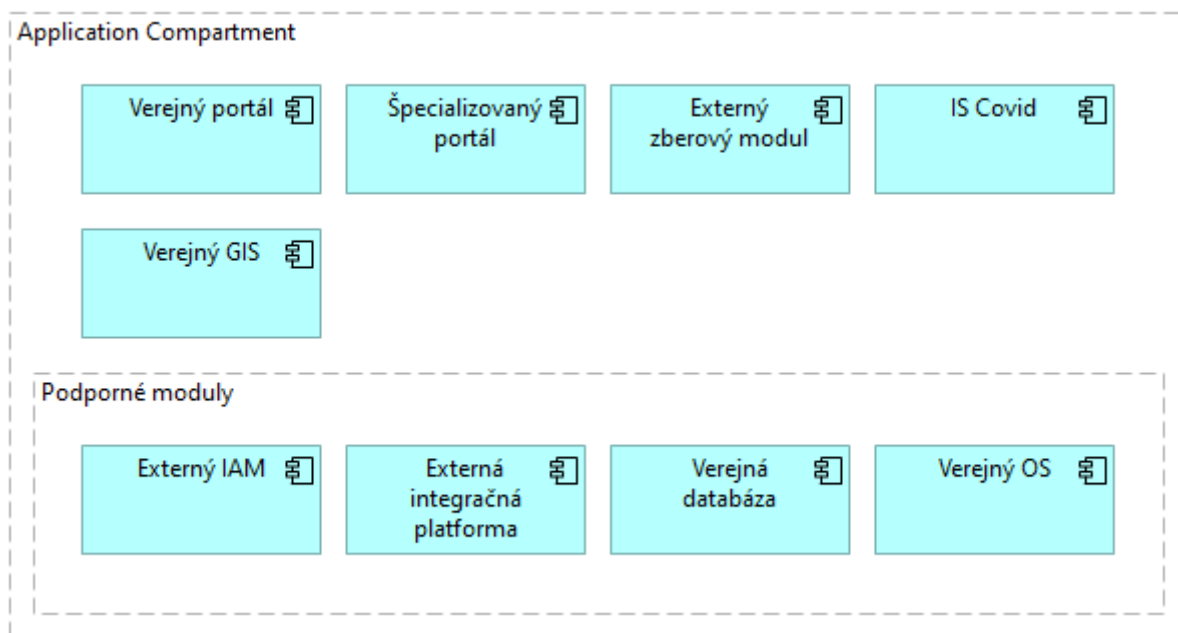 Application Compartment
Verejný portál
Špecializovaný
portál
Externý
zberový modul
IS Covid
Verejný GIS
Podporné moduly
Externý IAM
Externá
integračná
platforma
Verejná
databáza
Verejný OS